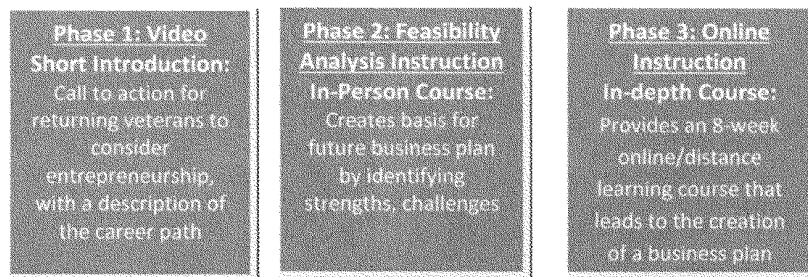 Phase 1: Video
Short Introduction:
Call to action for
returning veterans to
consider
entrepreneurship,
with a description of
the career path
Phase 2: Feasibility
Analysis Instruction
In-Person Course:
Creates basis for
future business plan
by identifying
strengths, challenges
Phase 3: Online
Instruction
In-depth Course:
Provides an 8-week
online/distance
learning course that
leads to the creation
of a business plan